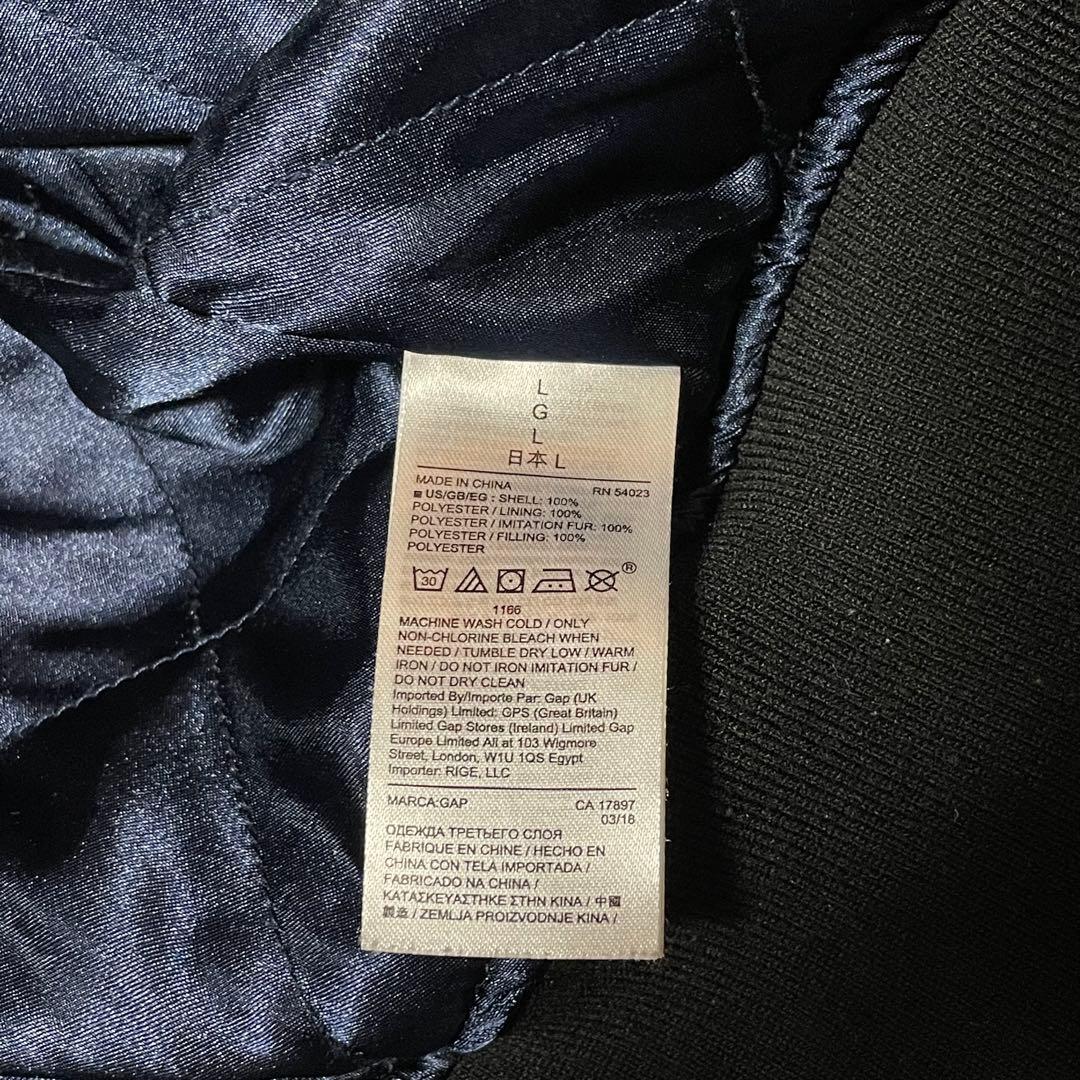 L
G
L
日本 L
MADE IN CHINA RN 54023
US/GB/EG : SHELL: 100%
POLYESTER / LINING: 100%
POLYESTER / IMITATION FUR: 100%
POLYESTER / FILLING: 100%
POLYESTER
30 ®
1166
MACHINE WASH COLD / ONLY
NON-CHLORINE BLEACH WHEN
NEEDED / TUMBLE DRY LOW / WARM
IRON / DO NOT IRON IMITATION FUR /
DO NOT DRY CLEAN
Imported By/Importe Par: Gap (UK
Holdings) Limited: GPS (Great Britain)
Limited Gap Stores (Ireland) Limited Gap
Europe Limited All at 103 Wigmore
Street, London, W1U 1QS Egypt
Importer: RIGE, LLC
MARCA:GAP CA 17897
03/18
ОДЕЖДА ТРЕТЬЕГО СЛОЯ
FABRIQUE EN CHINE / HECHO EN
CHINA CON TELA IMPORTADA /
FABRICADO NA CHINA /
ΚΑΤΑΣΚΕΥΑΣΤΗΚΕ ΣΤΗΝ ΚΙΝΑ / 中國
製造 / ZEMLJA PROIZVODNJE KINA /